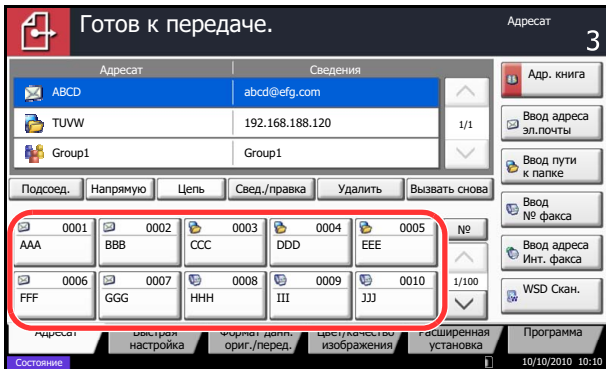 Готов к передаче.
Адресат
3
Адресат Сведения
ABCD abcd@efg.com
TUVW 192.168.188.120
Group1 Group1
1/1
Адр. книга
Ввод адреса
эл.почты
Ввод пути
к папке
Ввод
№ факса
Ввод адреса
Инт. факса
WSD Скан.
Подсоед. Напрямую Цепь Свед./правка Удалить Вызвать снова
0001 0002 0003 0004 0005
AAA BBB CCC DDD EEE
0006 0007 0008 0009 0010
FFF GGG HHH III JJJ
№
1/100
Адресат
Быстрая
настройка
Формат данн.
ориг./перед.
Цвет/качество
изображения
Расширенная
установка
Программа
Состояние
10/10/2010 10:10